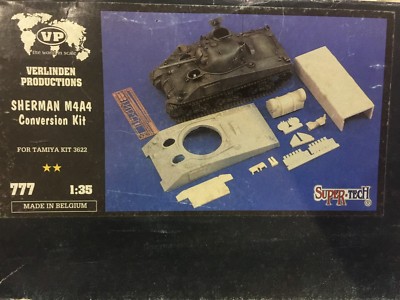 VP
the world in scale
VERLINDEN
PRODUCTIONS
SHERMAN M4A4
Conversion Kit
FOR TAMIYA KIT 3622
777 1:35
MADE IN BELGIUM
SUPER-TECH